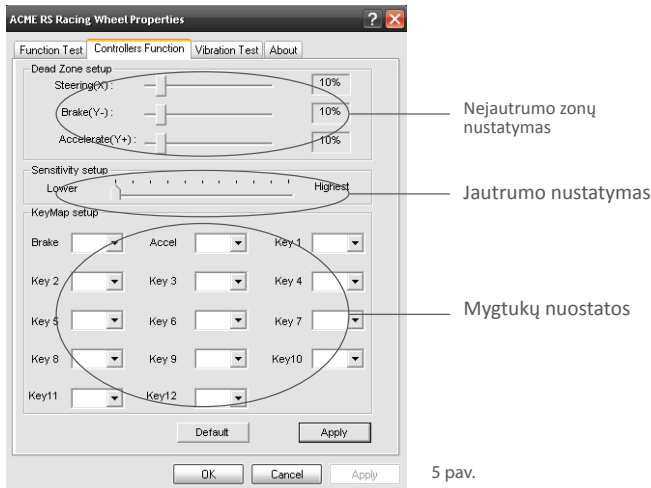 ACME RS Racing Wheel Properties
Function Test Controllers Function Vibration Test About
Dead Zone setup
Steering(X) : 10%
Brake(Y-) : 10%
Accelerate(Y+) : 10%
Nejautrumo zonų
nustatymas
Sensitivity setup
Lower Highest
Jautrumo nustatymas
KeyMap setup
Brake Accel Key 1
Key 2 Key 3 Key 4
Mygtukų nuostatos
Key 5 Key 6 Key 7
Key 8 Key 9 Key10
Key11 Key12
Default Apply
OK Cancel Apply
5 pav.